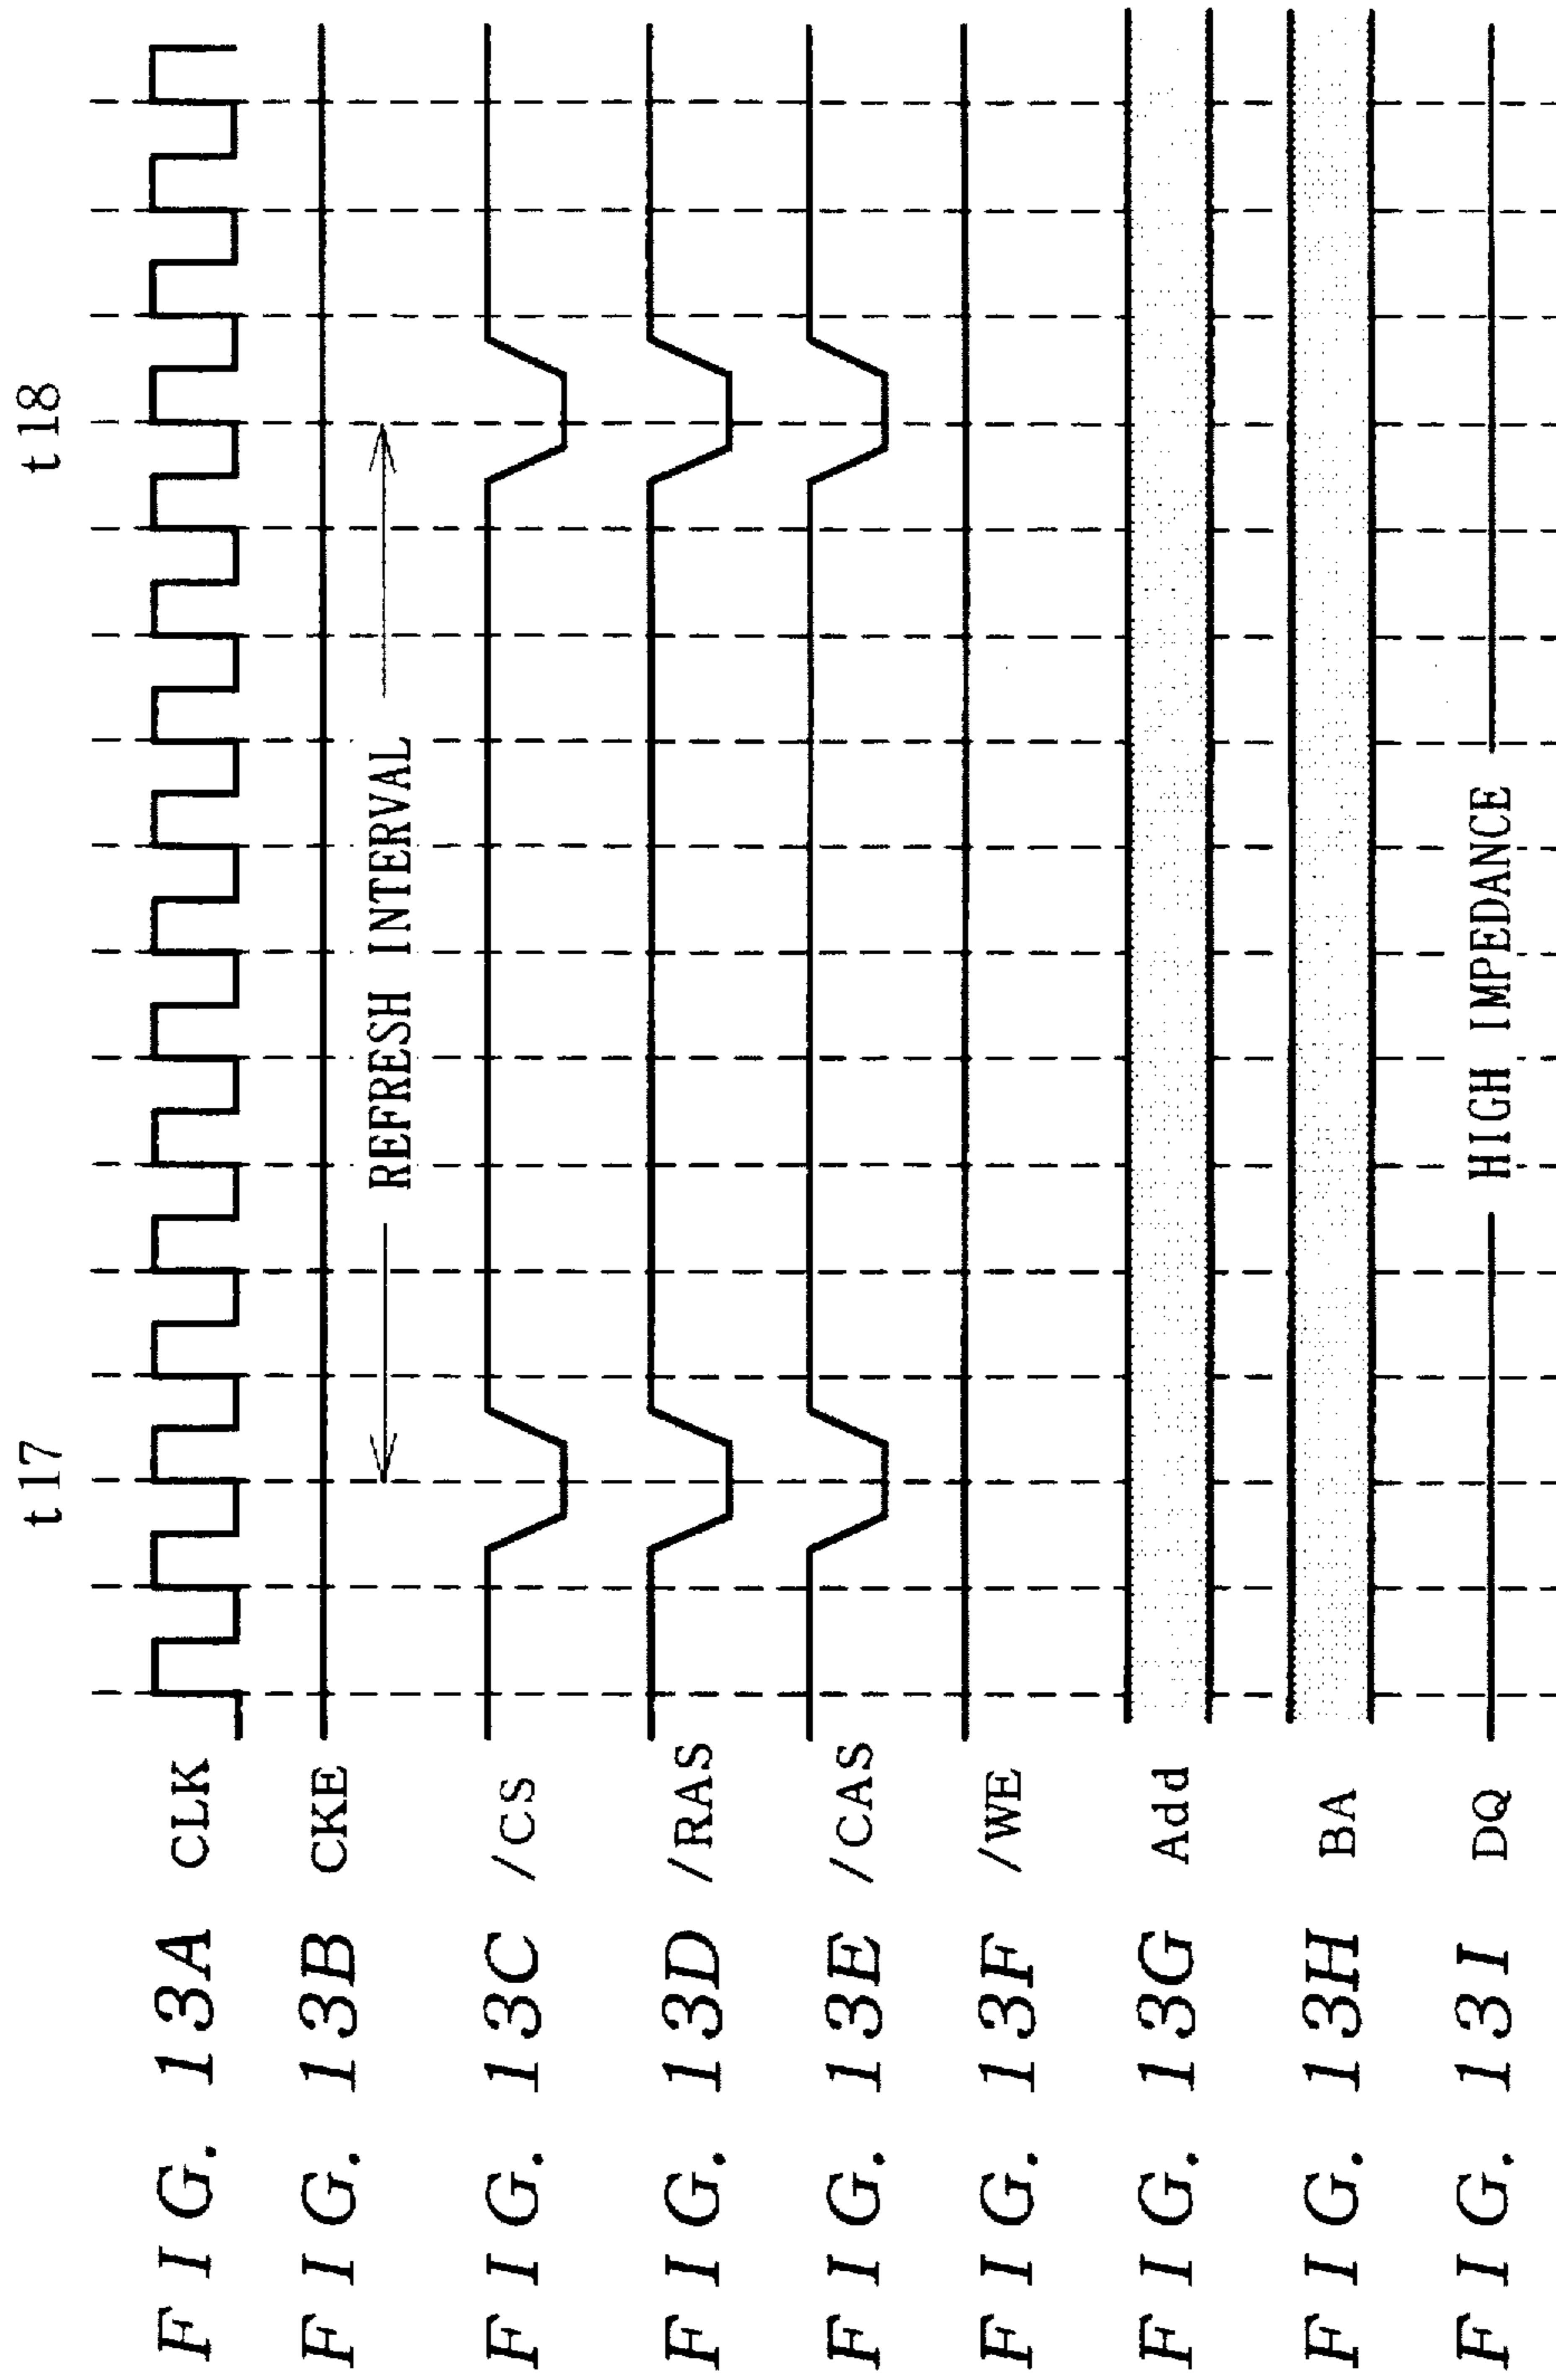 t17 t18
FIG. 13A CLK
FIG. 13B CKE
REFRESH INTERVAL
FIG. 13C /CS
FIG. 13D /RAS
FIG. 13E /CAS
FIG. 13F /WE
FIG. 13G Add
FIG. 13H BA
FIG. 13I DQ HIGH IMPEDANCE